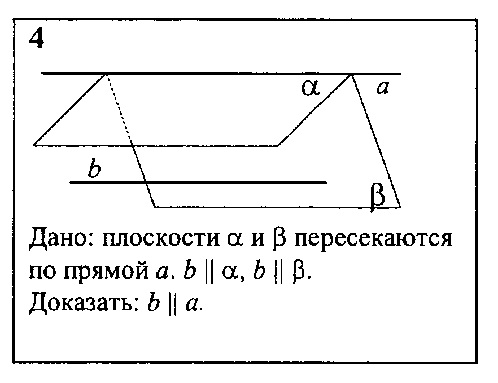 4
α a
b
β
Дано: плоскости α и β пересекаются
по прямой a. b ∥ α, b ∥ β.
Доказать: b ∥ a.